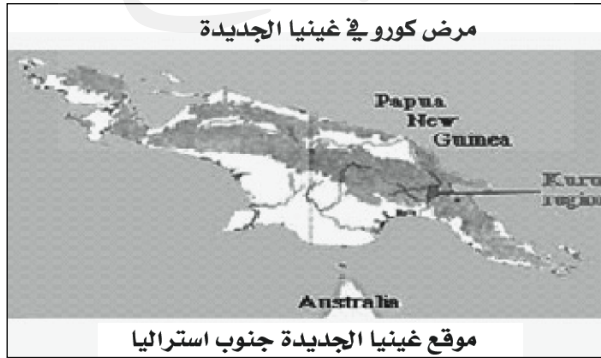 مرض كورو في غينيا الجديدة
Papua
New
Guinea
Kuru
region
Australia
موقع غينيا الجديدة جنوب استراليا